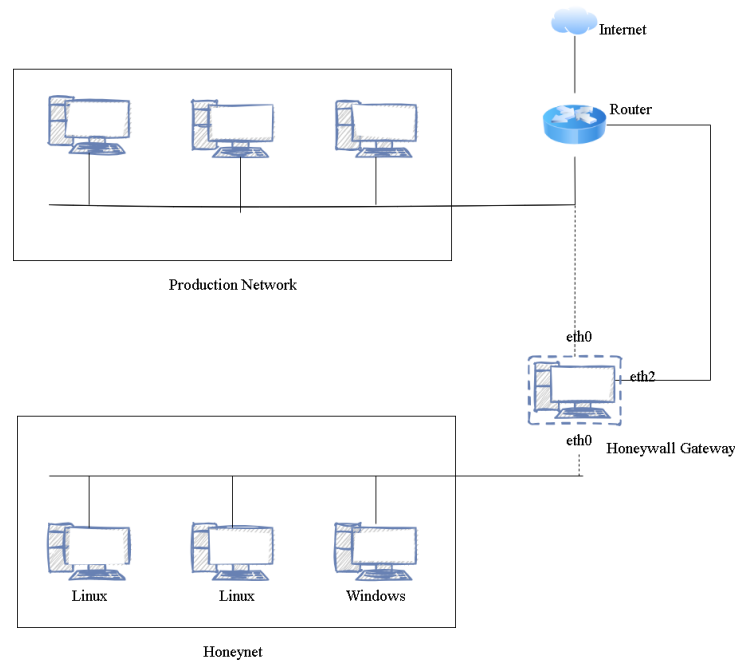 Internet
Router
Production Network
eth0
eth2
eth0
Honeywall Gateway
Linux
Linux
Windows
Honeynet